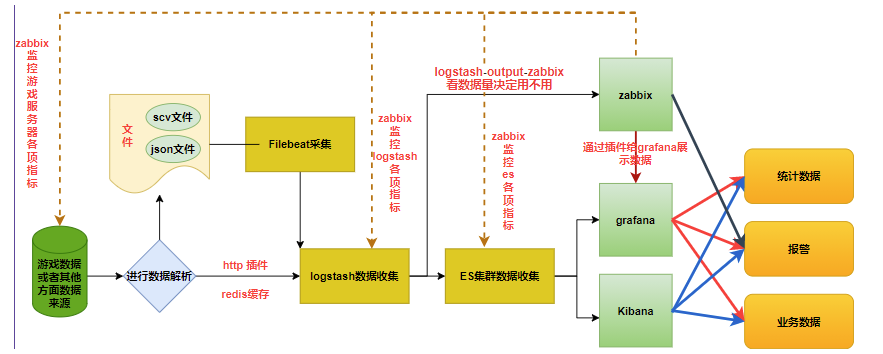 zabbix
监
控
游
戏
服
务
器
各
项
指
标
文
件
scv文件
json文件
Filebeat采集
zabbix
监
控
logstash
各
项
指
标
logstash-output-zabbix
看数据量决定用不用
zabbix
监
控
es
各
项
指
标
zabbix
通过插件给grafana展
示数据
游戏数据
或者其他
方面数据
来源
进行数据解析
http 插件
redis缓存
logstash数据收集
ES集群数据收集
grafana
Kibana
统计数据
报警
业务数据